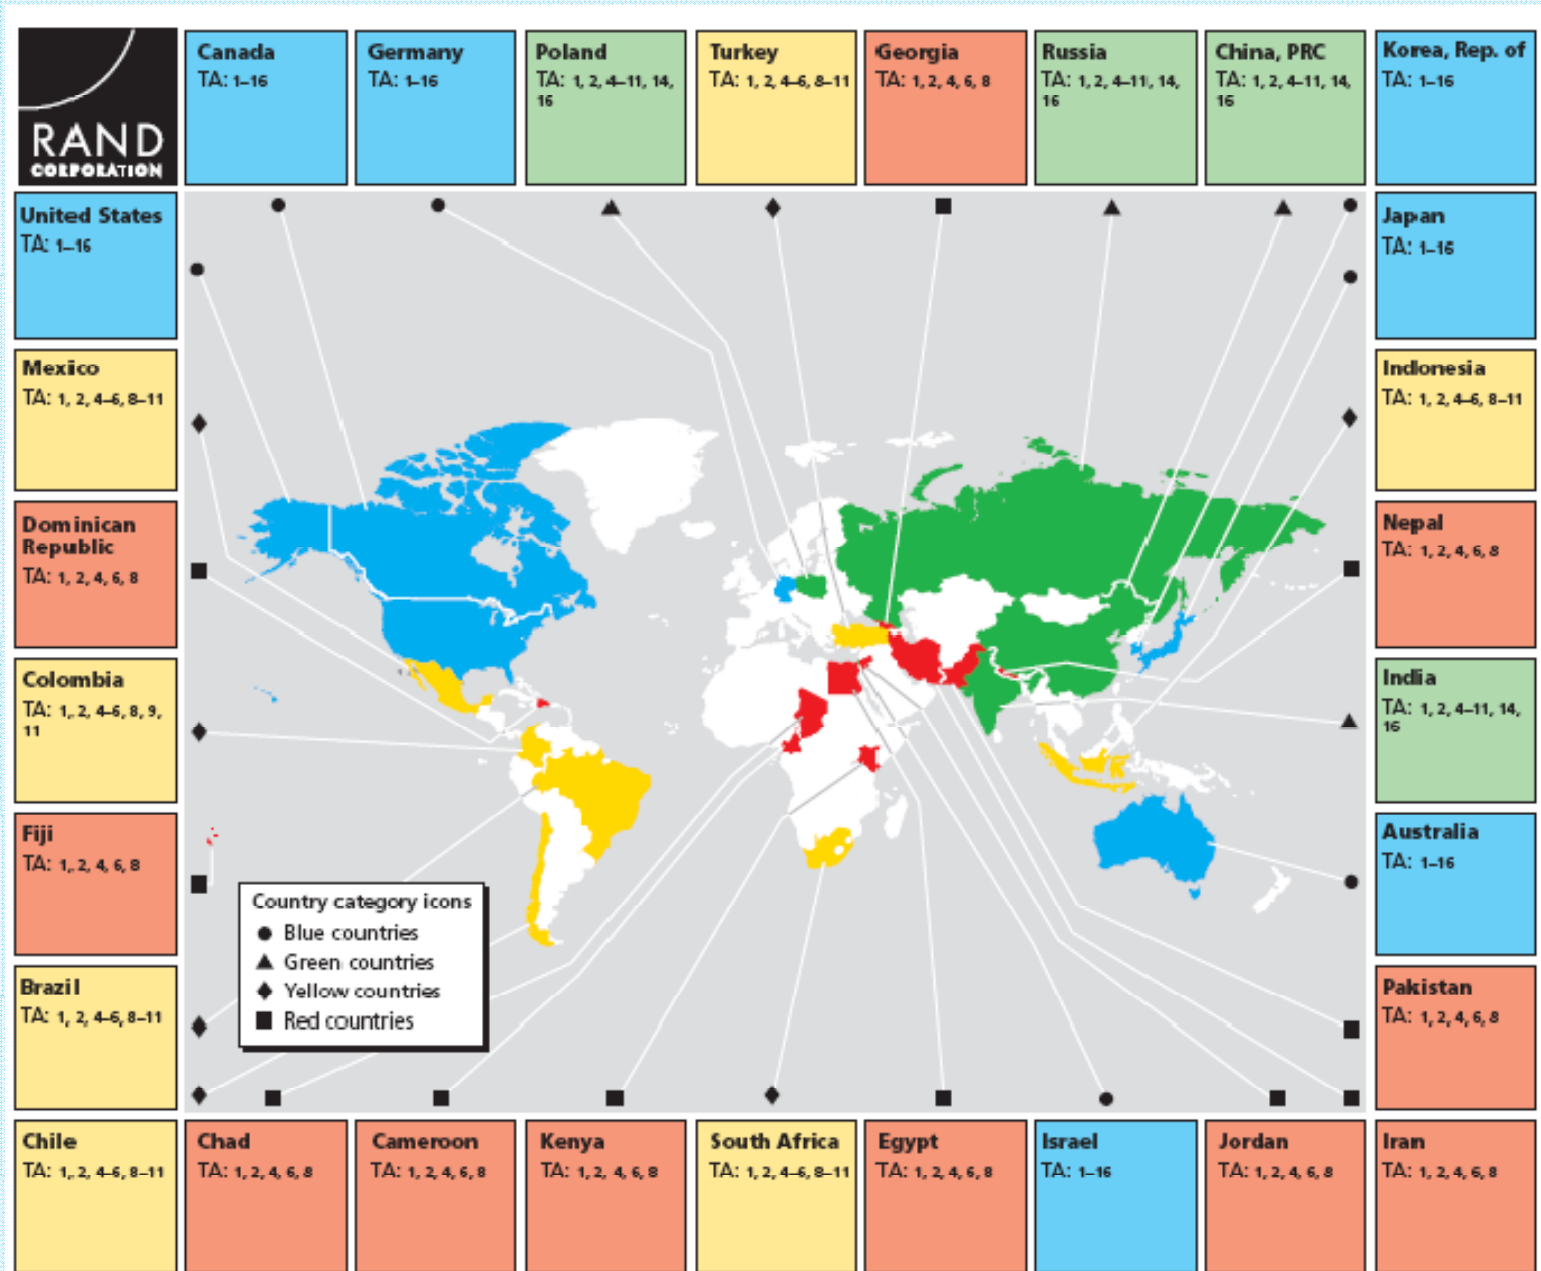 RAND
CORPORATION
Canada
TA: 1–16
Germany
TA: 1–16
Poland
TA: 1, 2, 4–11, 14,
16
Turkey
TA: 1, 2, 4–6, 8–11
Georgia
TA: 1, 2, 4, 6, 8
Russia
TA: 1, 2, 4–11, 14,
16
China, PRC
TA: 1, 2, 4–11, 14,
16
Korea, Rep. of
TA: 1–16
United States
TA: 1–16
Japan
TA: 1–16
Mexico
TA: 1, 2, 4–6, 8–11
Indonesia
TA: 1, 2, 4–6, 8–11
Dominican
Republic
TA: 1, 2, 4, 6, 8
Nepal
TA: 1, 2, 4, 6, 8
Colombia
TA: 1, 2, 4–6, 8, 9,
11
India
TA: 1, 2, 4–11, 14,
16
Fiji
TA: 1, 2, 4, 6, 8
Australia
TA: 1–16
Country category icons
Blue countries
Green countries
Yellow countries
Red countries
Brazil
TA: 1, 2, 4–6, 8–11
Pakistan
TA: 1, 2, 4, 6, 8
Chile
TA: 1, 2, 4–6, 8–11
Chad
TA: 1, 2, 4, 6, 8
Cameroon
TA: 1, 2, 4, 6, 8
Kenya
TA: 1, 2, 4, 6, 8
South Africa
TA: 1, 2, 4–6, 8–11
Egypt
TA: 1, 2, 4, 6, 8
Israel
TA: 1–16
Jordan
TA: 1, 2, 4, 6, 8
Iran
TA: 1, 2, 4, 6, 8